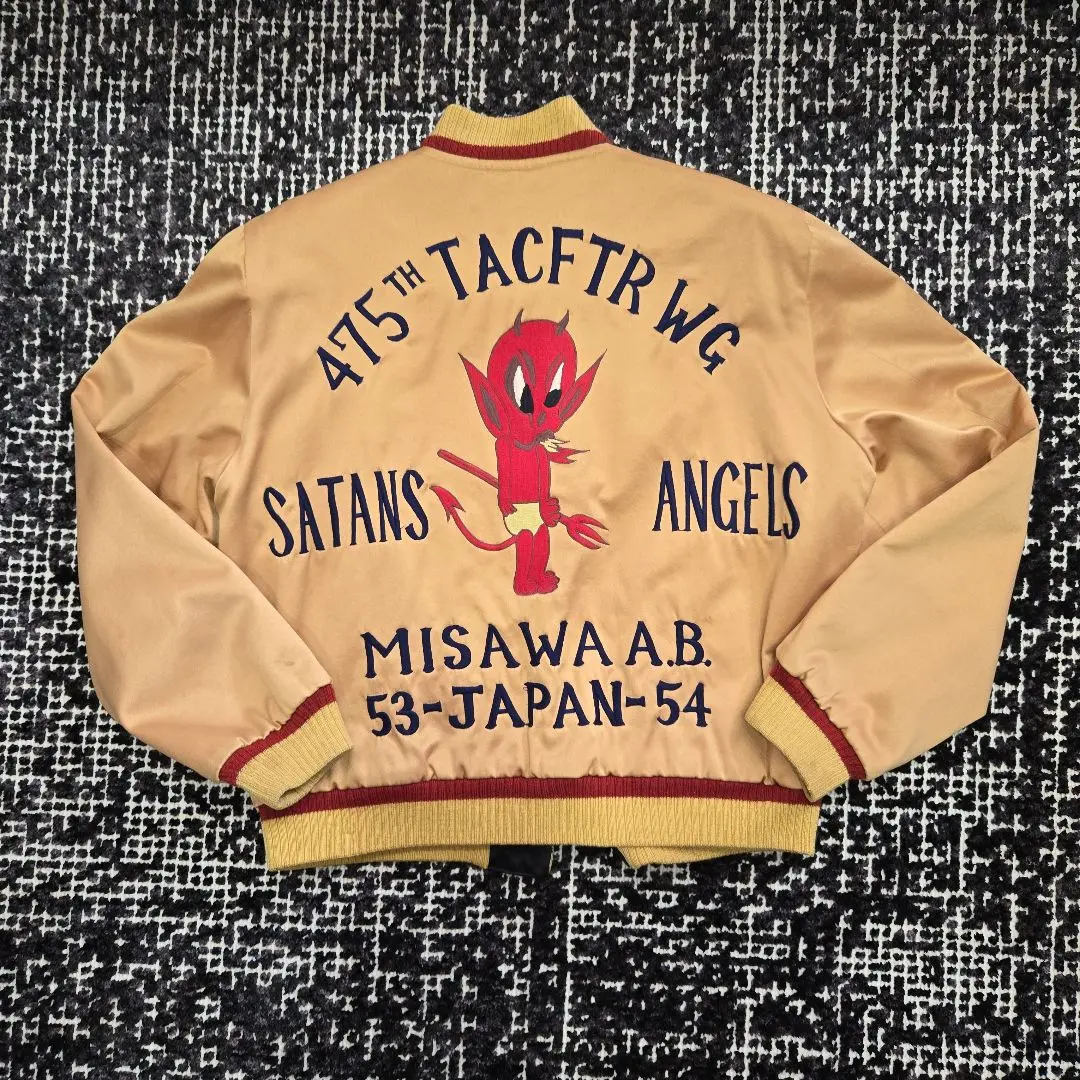 475TH TACFTR WG
SATANS ANGELS
MISAWA A.B.
53-JAPAN-54